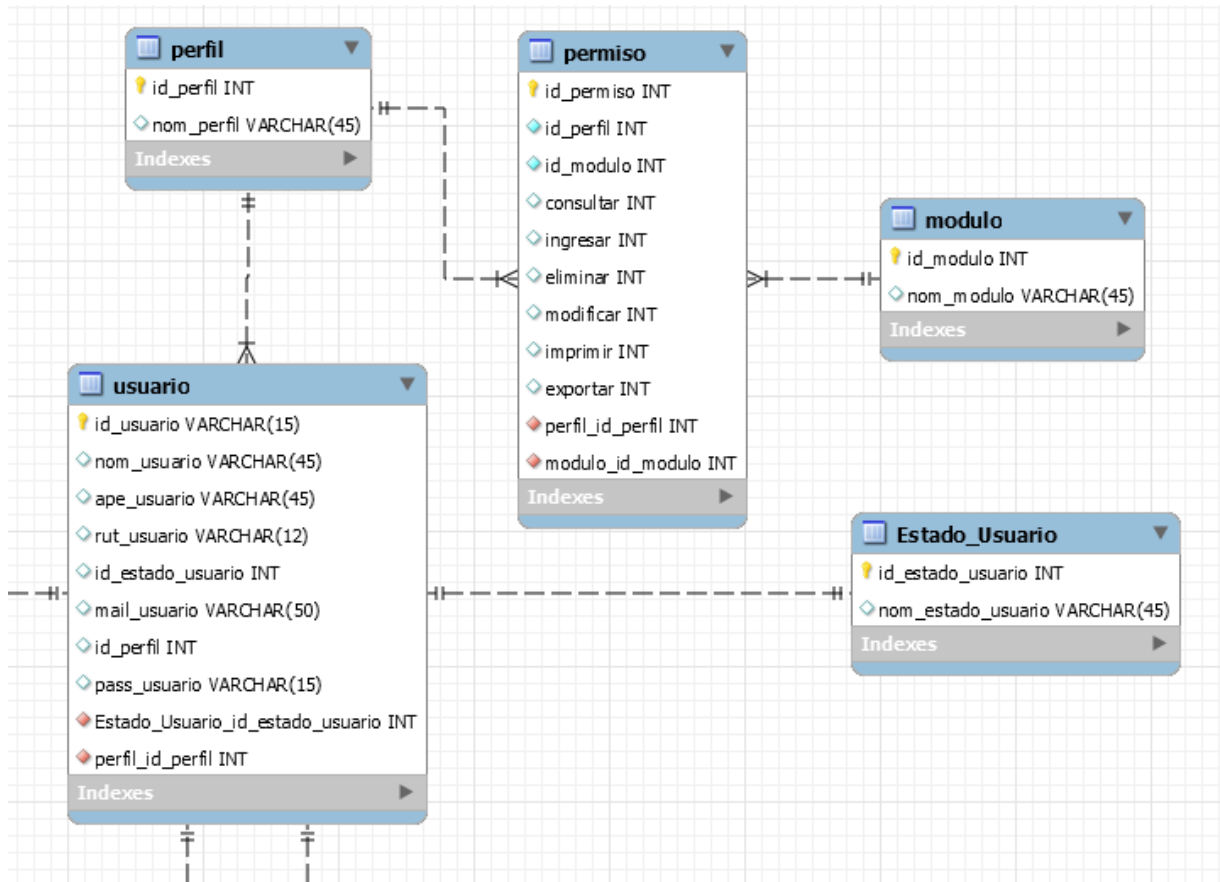 perfil
id_perfil INT
nom_perfil VARCHAR(45)
Indexes
permiso
id_permiso INT
id_perfil INT
id_modulo INT
consultar INT
ingresar INT
eliminar INT
modificar INT
imprimir INT
exportar INT
perfil_id_perfil INT
modulo_id_modulo INT
Indexes
modulo
id_modulo INT
nom_modulo VARCHAR(45)
Indexes
usuario
id_usuario VARCHAR(15)
nom_usuario VARCHAR(45)
ape_usuario VARCHAR(45)
rut_usuario VARCHAR(12)
id_estado_usuario INT
mail_usuario VARCHAR(50)
id_perfil INT
pass_usuario VARCHAR(15)
Estado_Usuario_id_estado_usuario INT
perfil_id_perfil INT
Indexes
Estado_Usuario
id_estado_usuario INT
nom_estado_usuario VARCHAR(45)
Indexes